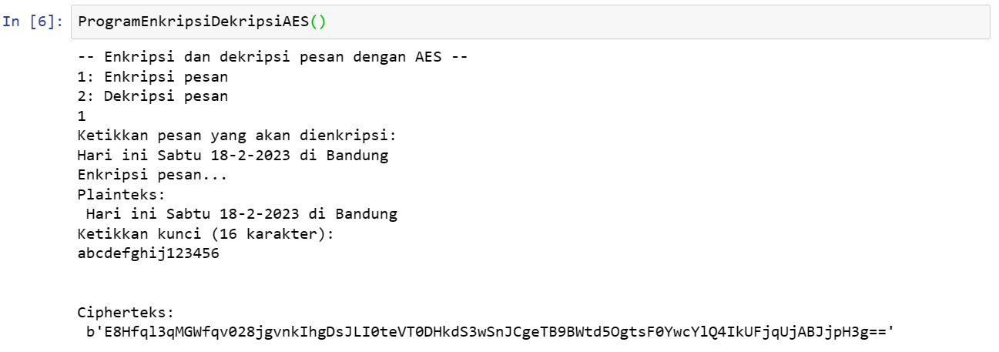 In [6]: ProgramEnkripsiDekripsiAES()
-- Enkripsi dan dekripsi pesan dengan AES --
1: Enkripsi pesan
2: Dekripsi pesan
1
Ketikkan pesan yang akan dienkripsi:
Hari ini Sabtu 18-2-2023 di Bandung
Enkripsi pesan...
Plainteks:
Hari ini Sabtu 18-2-2023 di Bandung
Ketikkan kunci (16 karakter):
abcdefghij123456
Cipherteks:
b'E8Hfql3qMGWfqv028jgvnkIhgDsJLI0teVT0DHkdS3wSnJCgeTB9BWtd5OgtsF0YwcYlQ4IkUFjqUjABJjpH3g=='